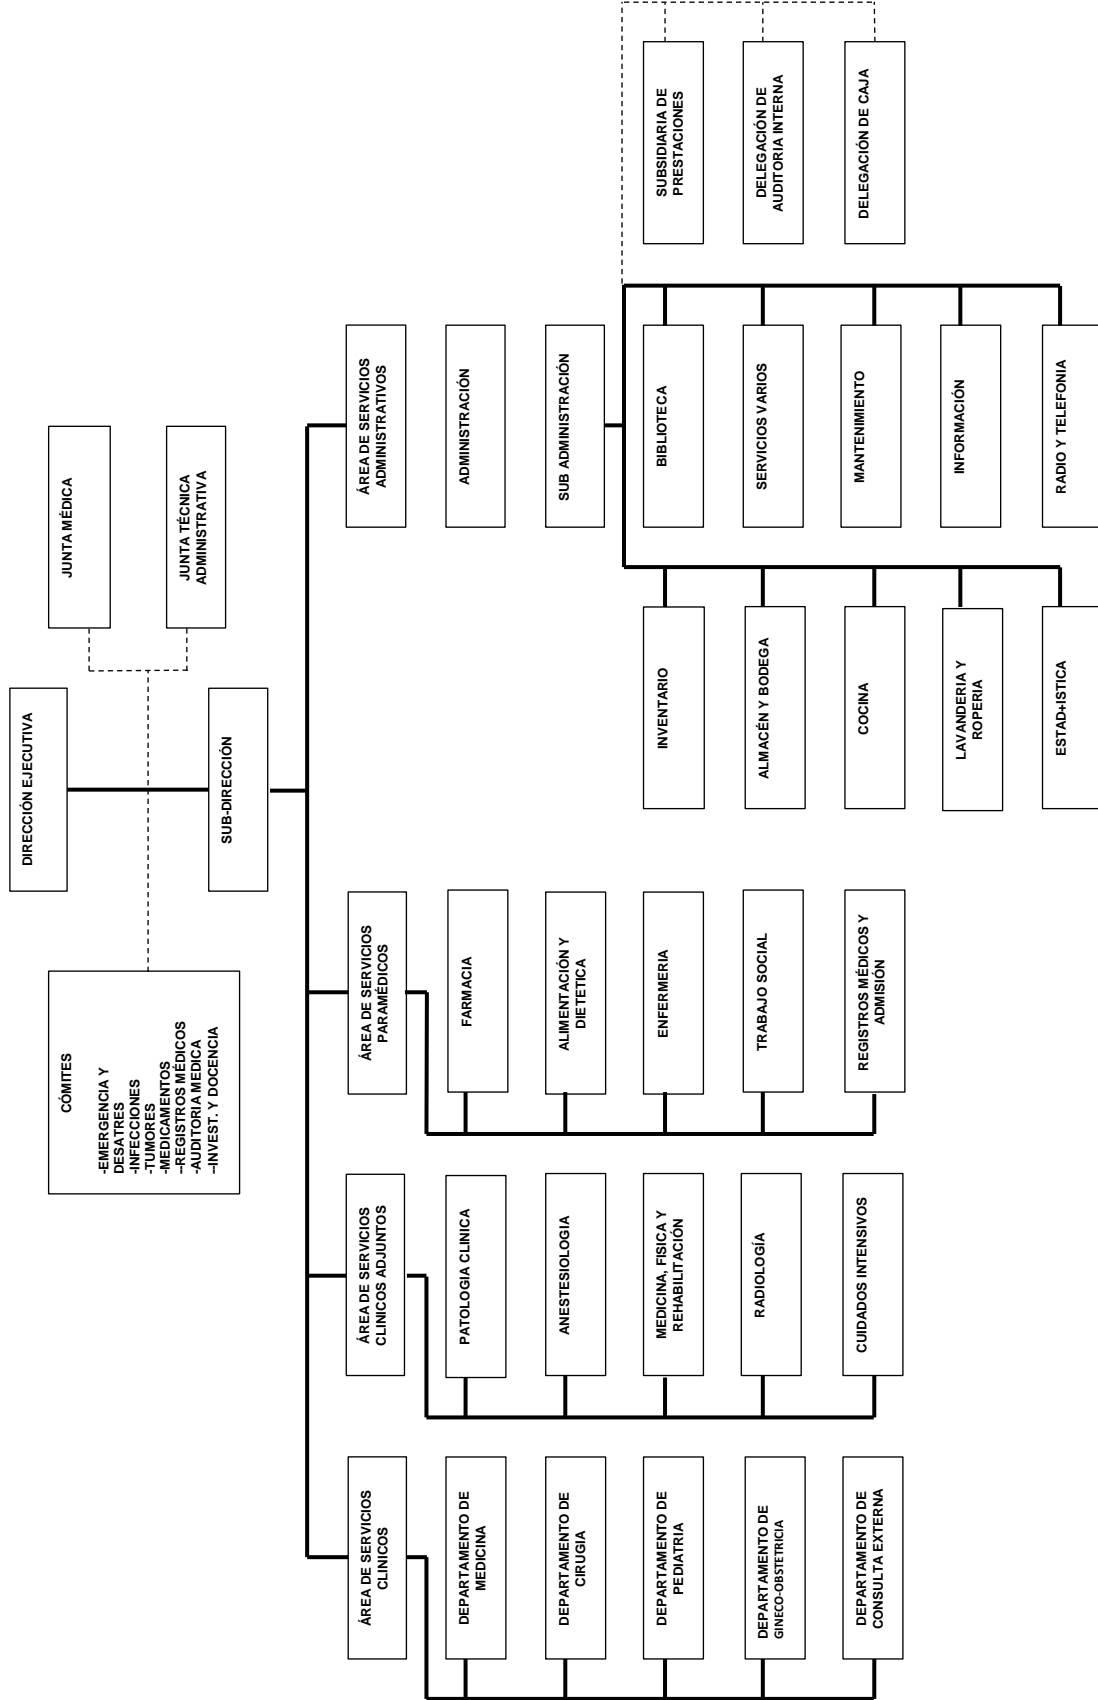 DIRECCIÓN EJECUTIVA
CÓMITES
-EMERGENCIA Y
DESATRES
-INFECCIONES
-TUMORES
-MEDICAMENTOS
--REGISTROS MÉDICOS
-AUDITORIA MEDICA
--INVEST. Y DOCENCIA
JUNTA MÉDICA
JUNTA TÉCNICA
ADMINISTRATIVA
SUB-DIRECCIÓN
ÁREA DE SERVICIOS
CLINICOS
DEPARTAMENTO DE
MEDICINA
DEPARTAMENTO DE
CIRUGIA
DEPARTAMENTO DE
PEDIATRIA
DEPARTAMENTO DE
GINECO-OBSTETRICIA
DEPARTAMENTO DE
CONSULTA EXTERNA
ÁREA DE SERVICIOS
CLINICOS ADJUNTOS
PATOLOGIA CLINICA
ANESTESIOLOGIA
MEDICINA, FISICA Y
REHABILITACIÓN
RADIOLOGÍA
CUIDADOS INTENSIVOS
ÁREA DE SERVICIOS
PARAMÉDICOS
FARMACIA
ALIMENTACIÓN Y
DIETETICA
ENFERMERIA
TRABAJO SOCIAL
REGISTROS MÉDICOS Y
ADMISIÓN
ÁREA DE SERVICIOS
ADMINISTRATIVOS
ADMINISTRACIÓN
SUB ADMINISTRACIÓN
INVENTARIO
ALMACÉN Y BODEGA
COCINA
LAVANDERIA Y
ROPERIA
ESTAD+ISTICA
BIBLIOTECA
SERVICIOS VARIOS
MANTENIMIENTO
INFORMACIÓN
RADIO Y TELEFONIA
SUBSIDIARIA DE
PRESTACIONES
DELEGACIÓN DE
AUDITORIA INTERNA
DELEGACIÓN DE CAJA